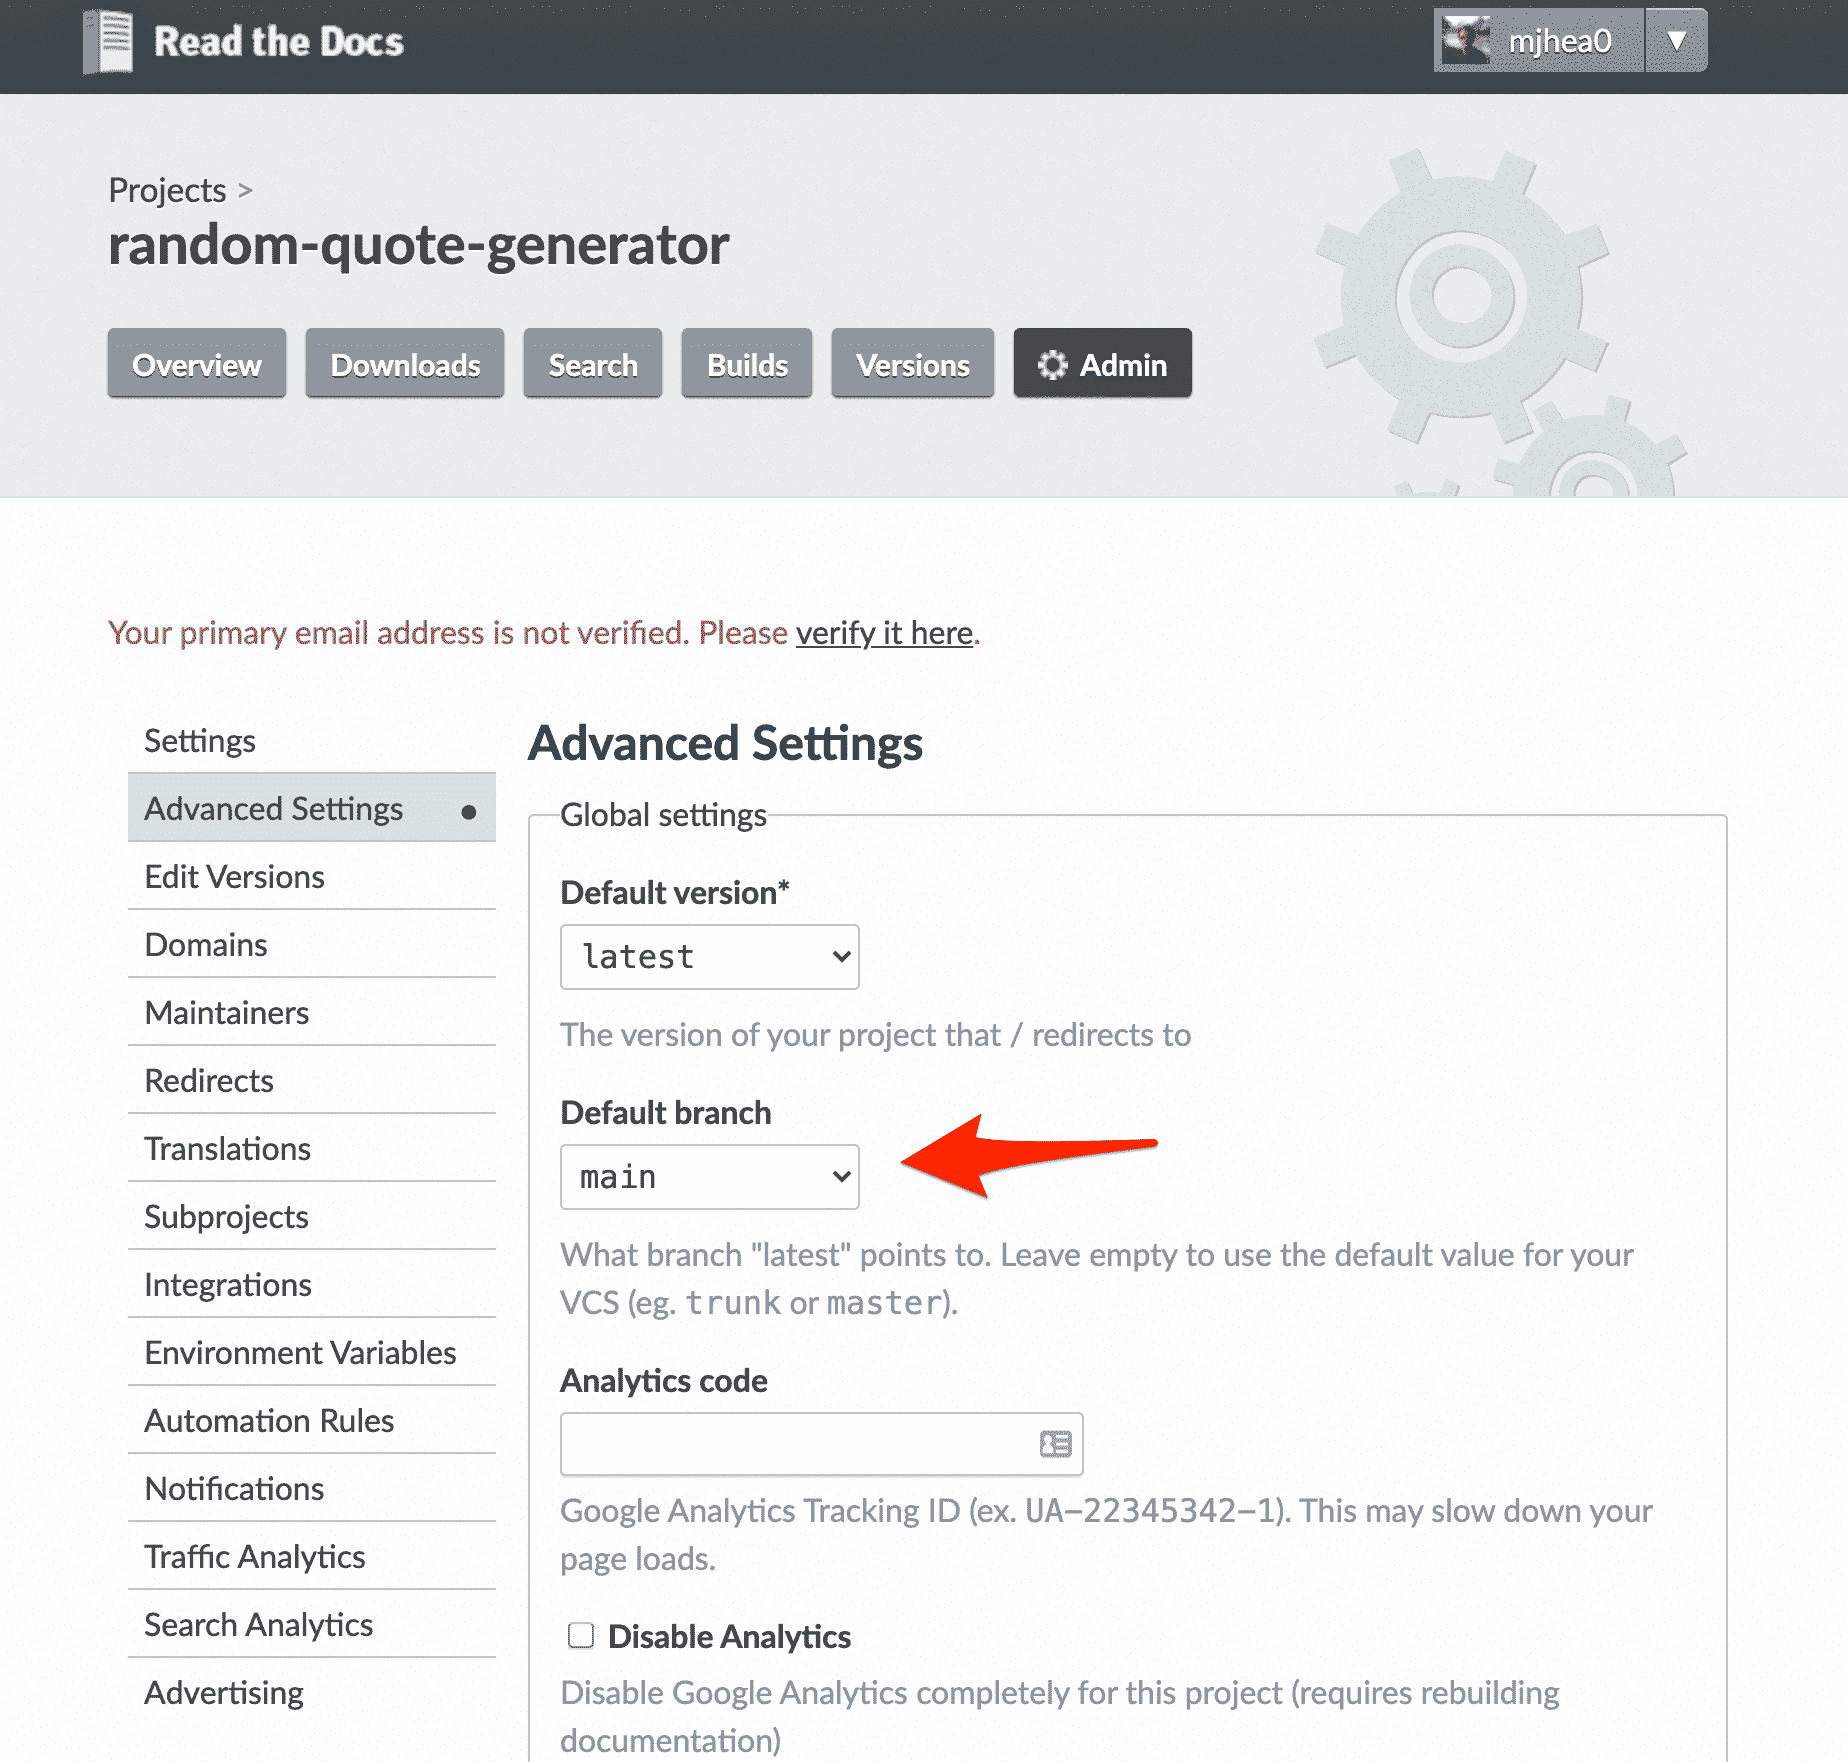 Read the Docs
mjhea0
Projects >
random-quote-generator
Overview
Downloads
Search
Builds
Versions
Admin
Your primary email address is not verified. Please verify it here.
Settings
Advanced Settings
Edit Versions
Domains
Maintainers
Redirects
Translations
Subprojects
Integrations
Environment Variables
Automation Rules
Notifications
Traffic Analytics
Search Analytics
Advertising
Advanced Settings
Global settings
Default version*
latest
The version of your project that / redirects to
Default branch
main
What branch "latest" points to. Leave empty to use the default value for your
VCS (eg. trunk or master).
Analytics code
Google Analytics Tracking ID (ex. UA-22345342-1). This may slow down your
page loads.
Disable Analytics
Disable Google Analytics completely for this project (requires rebuilding
documentation)